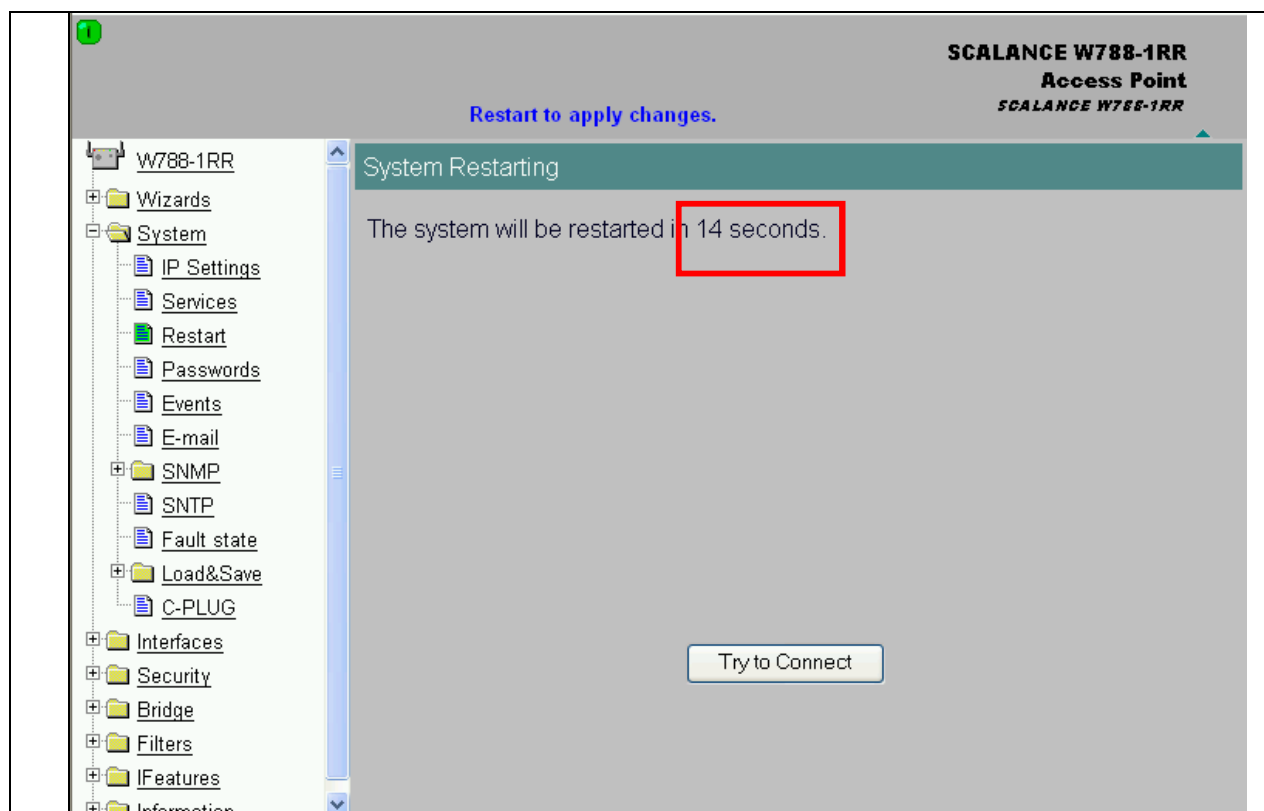 SCALANCE W788-1RR
Access Point
SCALANCE W788-1RR
Restart to apply changes.
W788-1RR
Wizards
System
IP Settings
Services
Restart
Passwords
Events
E-mail
SNMP
SNTP
Fault state
Load&Save
C-PLUG
Interfaces
Security
Bridge
Filters
IFeatures
Information
System Restarting
The system will be restarted in 14 seconds.
Try to Connect